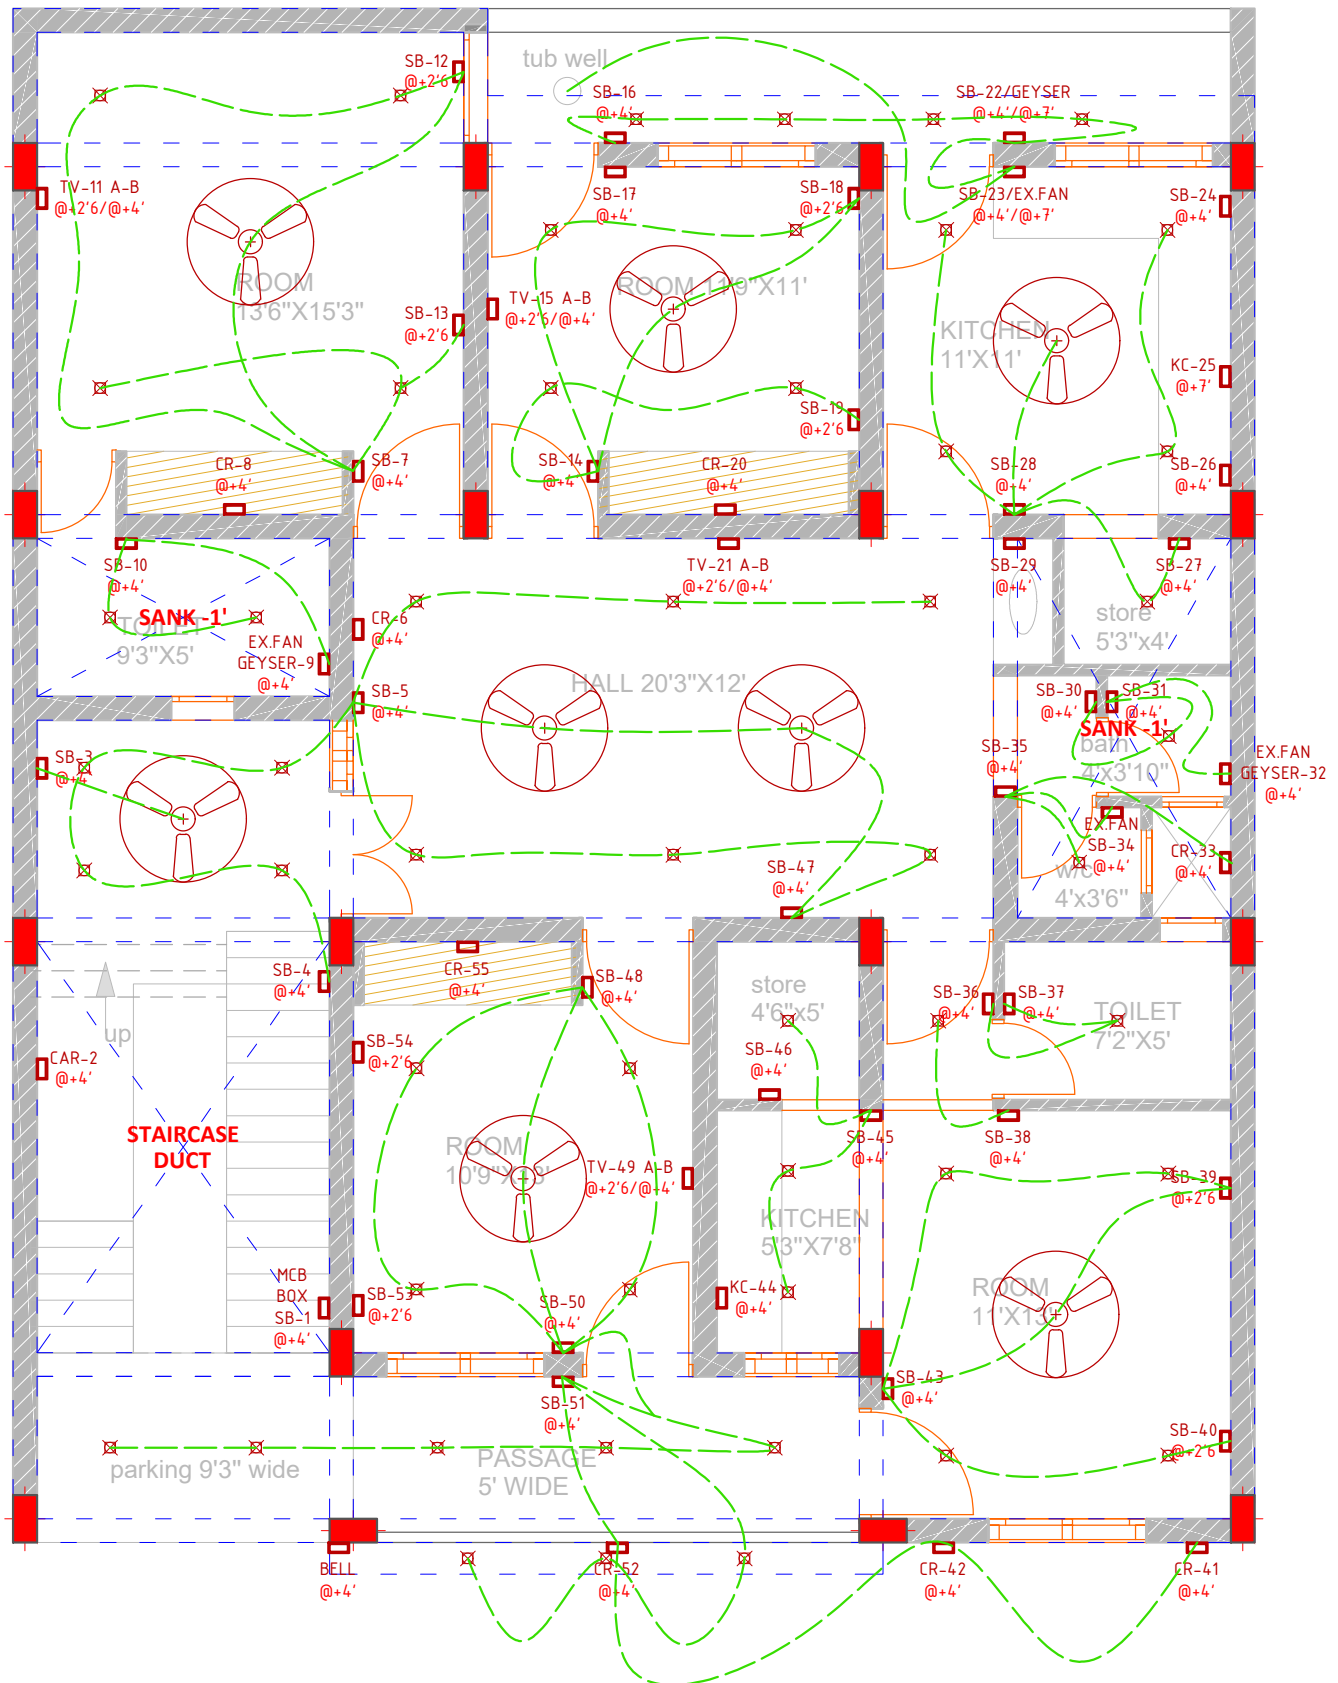 SB-12
@+2'6
tub well
SB-16
@+4'
SB-22/GEYSER
@+4'/@+7'
TV-11 A-B
@+2'6/@+4'
SB-17
@+4'
SB-18
@+2'6
SB-23/EX.FAN
@+4'/@+7'
SB-24
@+4'
ROOM
13'6"X15'3"
SB-13
@+2'6
TV-15 A-B
@+2'6/@+4'
ROOM 11'9"X11'
KITCHEN
11'X11'
KC-25
@+7'
SB-19
@+2'6
CR-8
@+4'
SB-7
@+4'
SB-14
@+4'
CR-20
@+4'
SB-28
@+4'
SB-26
@+4'
SB-10
@+4'
TV-21 A-B
@+2'6/@+4'
SB-29
@+4'
SB-27
@+4'
SANK -1'
TOILET
9'3"X5'
EX.FAN
GEYSER-9
@+4'
CR-6
@+4'
store
5'3"x4'
SB-5
@+4'
HALL 20'3"X12'
SB-30
@+4'
SB-31
@+4'
SANK -1'
bath
4'x3'10"
SB-3
@+4'
SB-35
@+4'
EX.FAN
GEYSER-32
@+4'
EX.FAN
SB-34
@+4'
CR-33
@+4'
w/c
4'x3'6"
SB-47
@+4'
SB-4
@+4'
CR-55
@+4'
SB-48
@+4'
store
4'6"x5'
SB-36
@+4'
SB-37
@+4'
TOILET
7'2"X5'
up
CAR-2
@+4'
SB-54
@+2'6
SB-46
@+4'
STAIRCASE
DUCT
ROOM
10'9"X13'
TV-49 A-B
@+2'6/@+4'
SB-45
@+4'
SB-38
@+4'
SB-39
@+2'6
KITCHEN
5'3"X7'8"
MCB
BOX
SB-1
@+4'
SB-53
@+2'6
SB-50
@+4'
KC-44
@+4'
ROOM
11'X13'
SB-51
@+4'
SB-43
@+4'
SB-40
@+2'6
parking 9'3" wide
PASSAGE
5' WIDE
BELL
@+4'
CR-52
@+4'
CR-42
@+4'
CR-41
@+4'